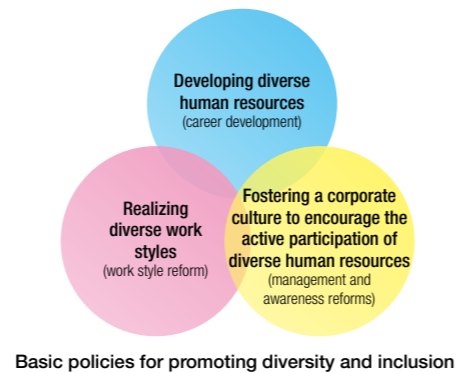 Developing diverse
human resources
(career development)
Realizing
diverse work
styles
(work style reform)
Fostering a corporate
culture to encourage the
active participation of
diverse human resources
(management and
awareness reforms)
Basic policies for promoting diversity and inclusion